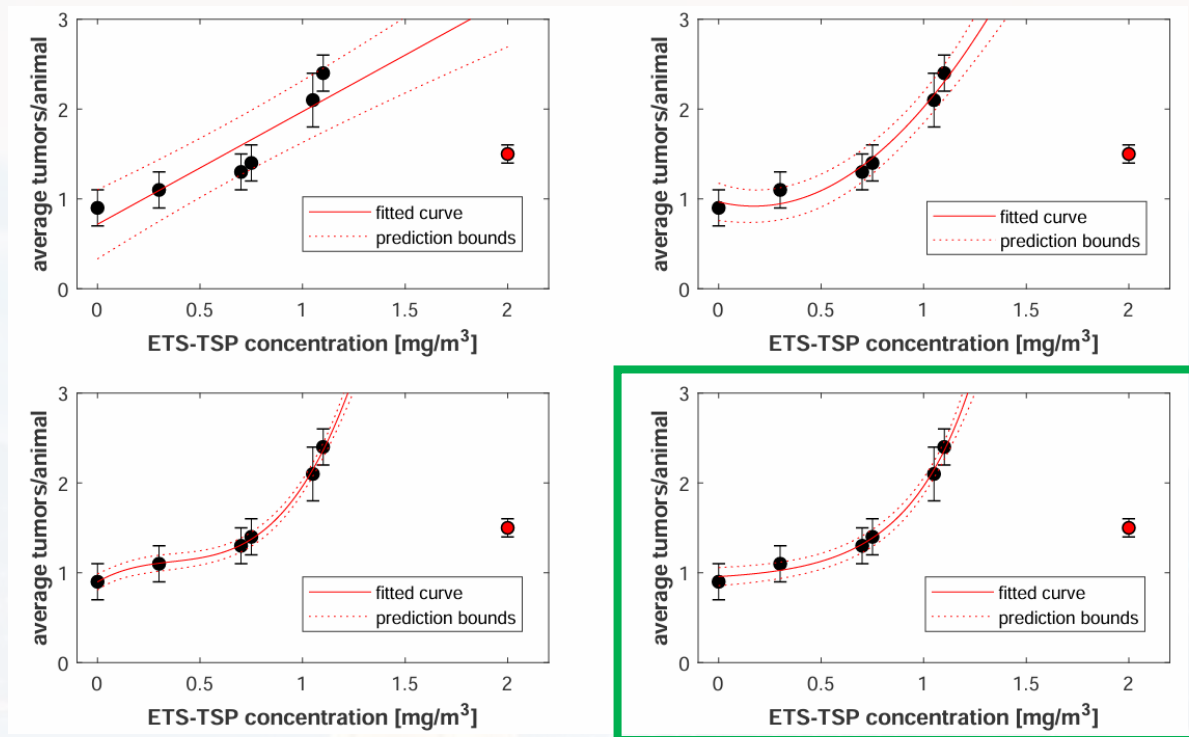 3
2
1
0
average tumors/animal
fitted curve
prediction bounds
0 0.5 1 1.5 2
ETS-TSP concentration [mg/m³]
3
2
1
0
average tumors/animal
fitted curve
prediction bounds
0 0.5 1 1.5 2
ETS-TSP concentration [mg/m³]
3
2
1
0
average tumors/animal
fitted curve
prediction bounds
0 0.5 1 1.5 2
ETS-TSP concentration [mg/m³]
3
2
1
0
average tumors/animal
fitted curve
prediction bounds
0 0.5 1 1.5 2
ETS-TSP concentration [mg/m³]